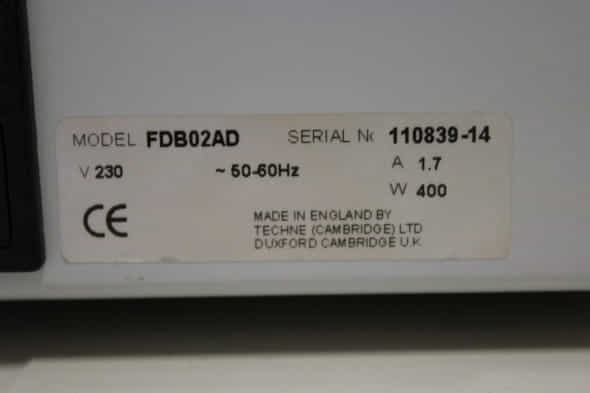 MODEL FDB02AD SERIAL No 110839-14
V 230 ~ 50-60Hz A 1.7
W 400
CE
MADE IN ENGLAND BY
TECHNE (CAMBRIDGE) LTD
DUXFORD CAMBRIDGE U.K